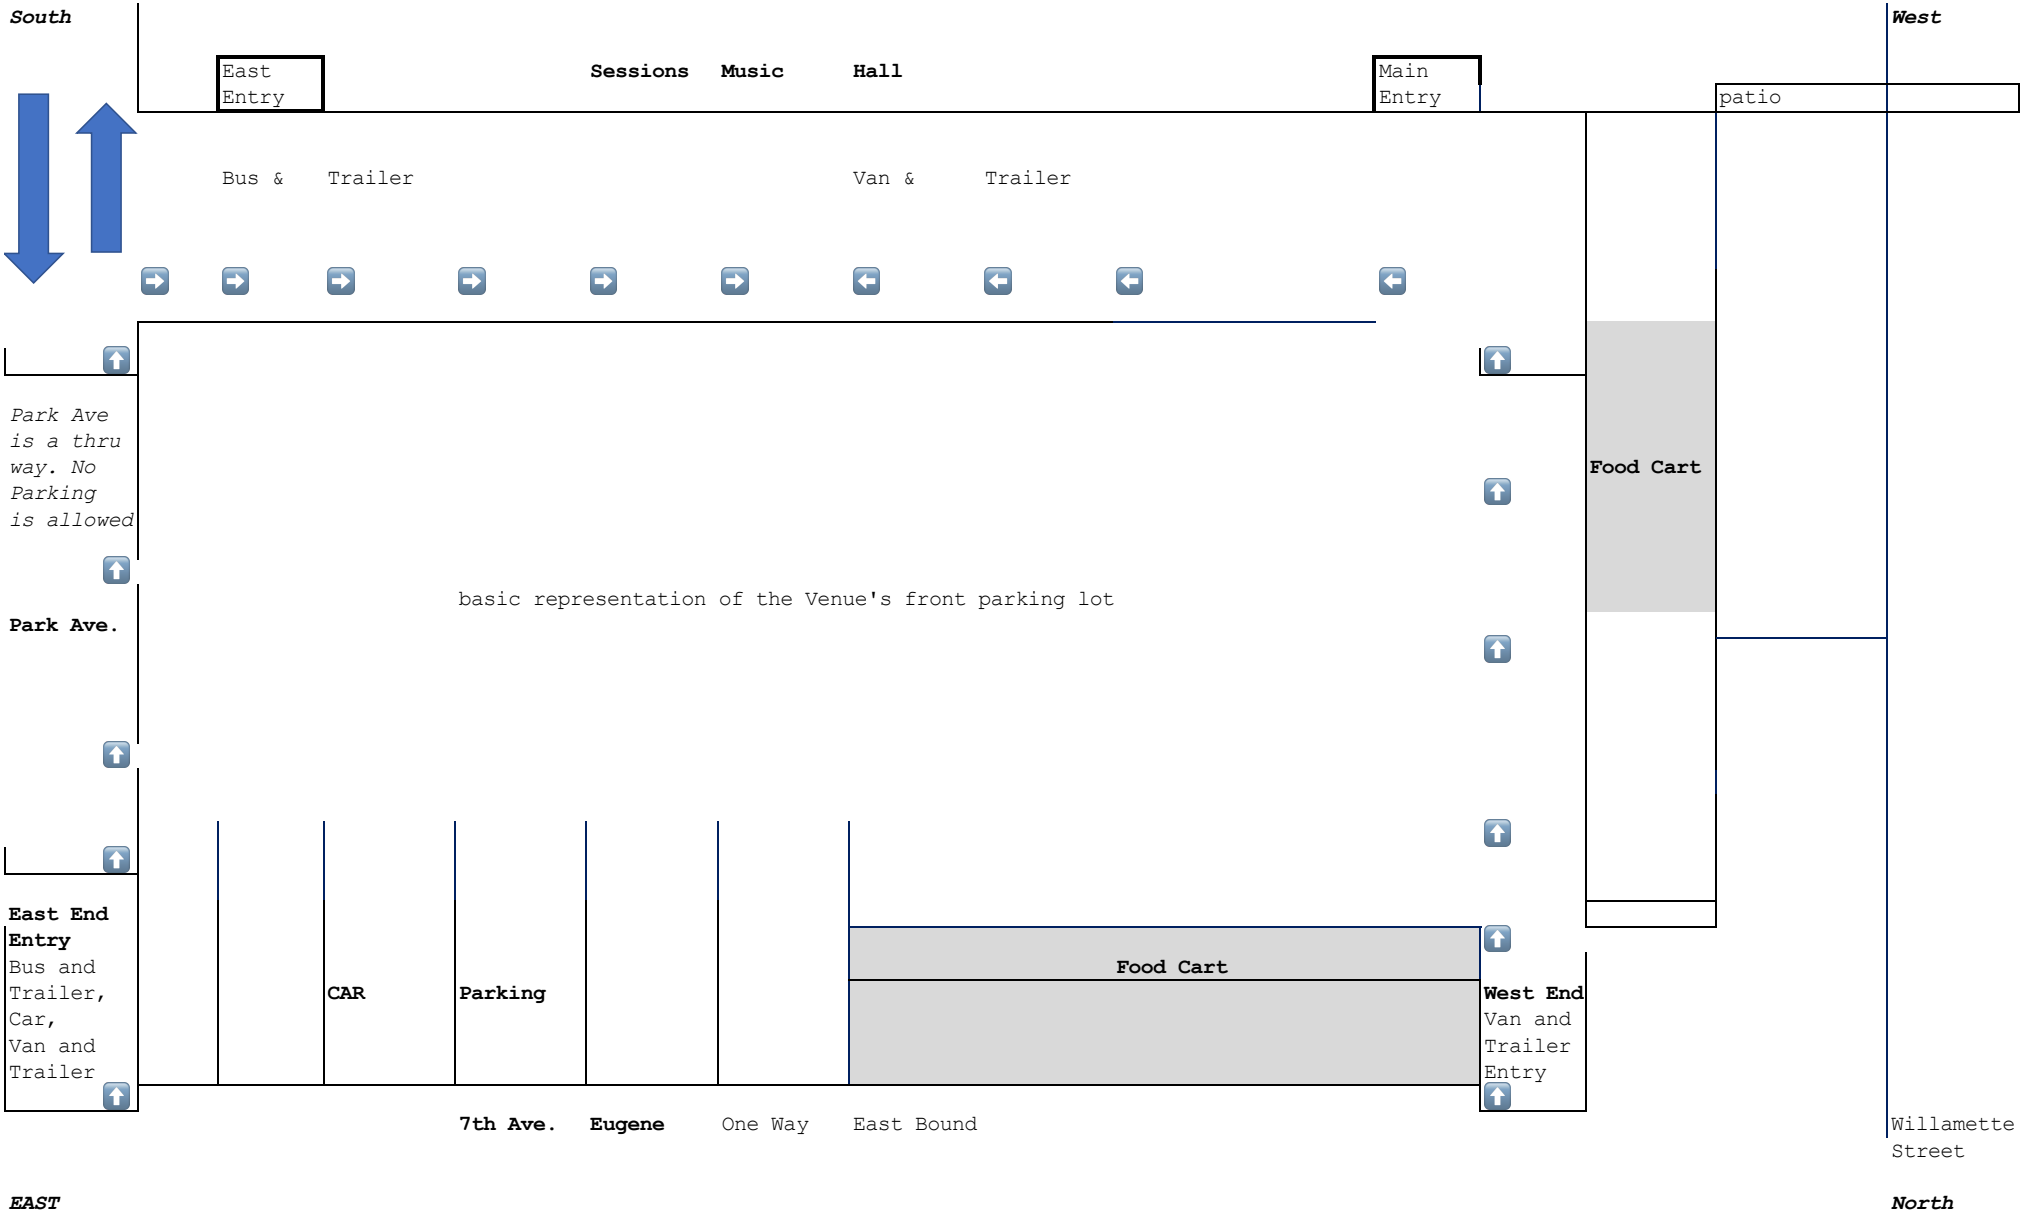 South
West
East
Entry
Sessions Music Hall
Main
Entry
patio
Bus & Trailer
Van & Trailer
Park Ave
is a thru
way. No
Parking
is allowed
Food Cart
basic representation of the Venue's front parking lot
Park Ave.
East End
Entry
Bus and
Trailer,
Car,
Van and
Trailer
CAR Parking
Food Cart
West End
Van and
Trailer
Entry
7th Ave. Eugene One Way East Bound
Willamette
Street
EAST
North